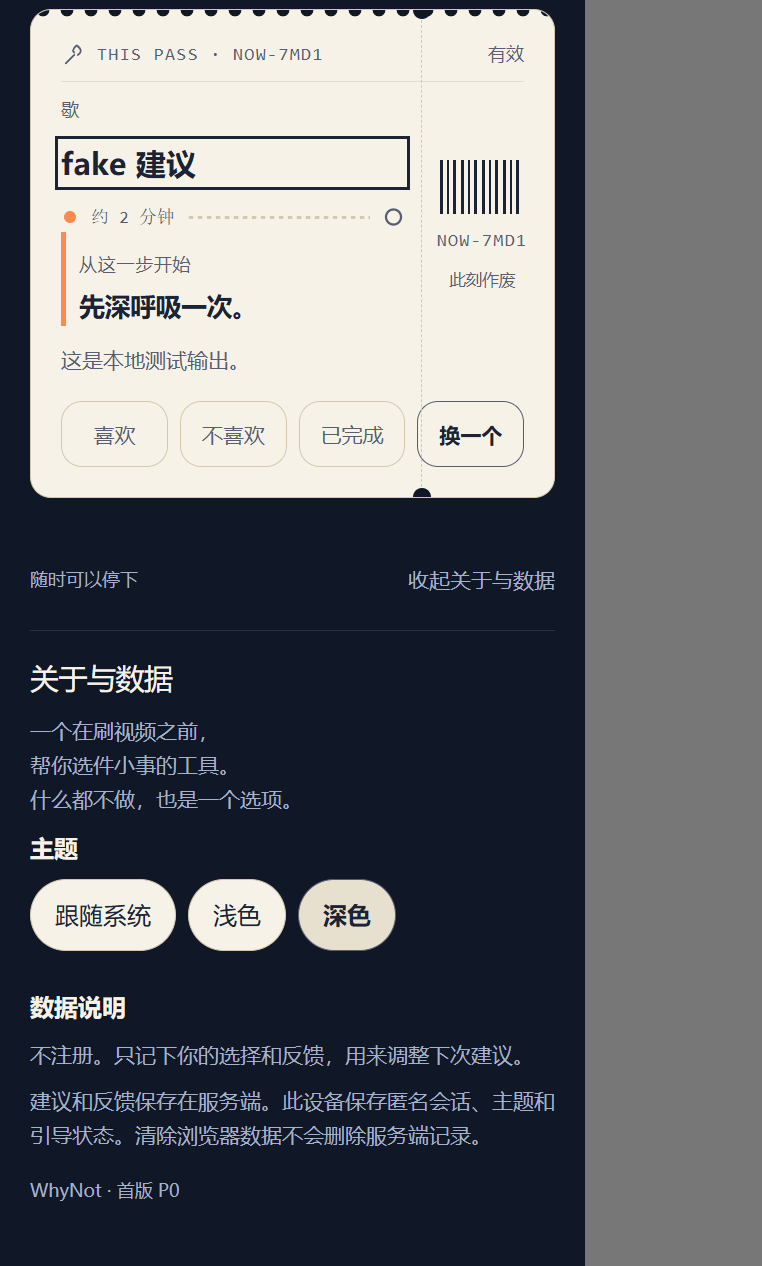 THIS PASS · NOW-7MD1
有效
歇
fake 建议
约 2 分钟
从这一步开始
先深呼吸一次。
这是本地测试输出。
NOW-7MD1
此刻作废
喜欢
不喜欢
已完成
换一个
随时可以停下
收起关于与数据
关于与数据
一个在刷视频之前，
帮你选件小事的工具。
什么都不做，也是一个选项。
主题
跟随系统
浅色
深色
数据说明
不注册。只记下你的选择和反馈，用来调整下次建议。
建议和反馈保存在服务端。此设备保存匿名会话、主题和
引导状态。清除浏览器数据不会删除服务端记录。
WhyNot · 首版 P0